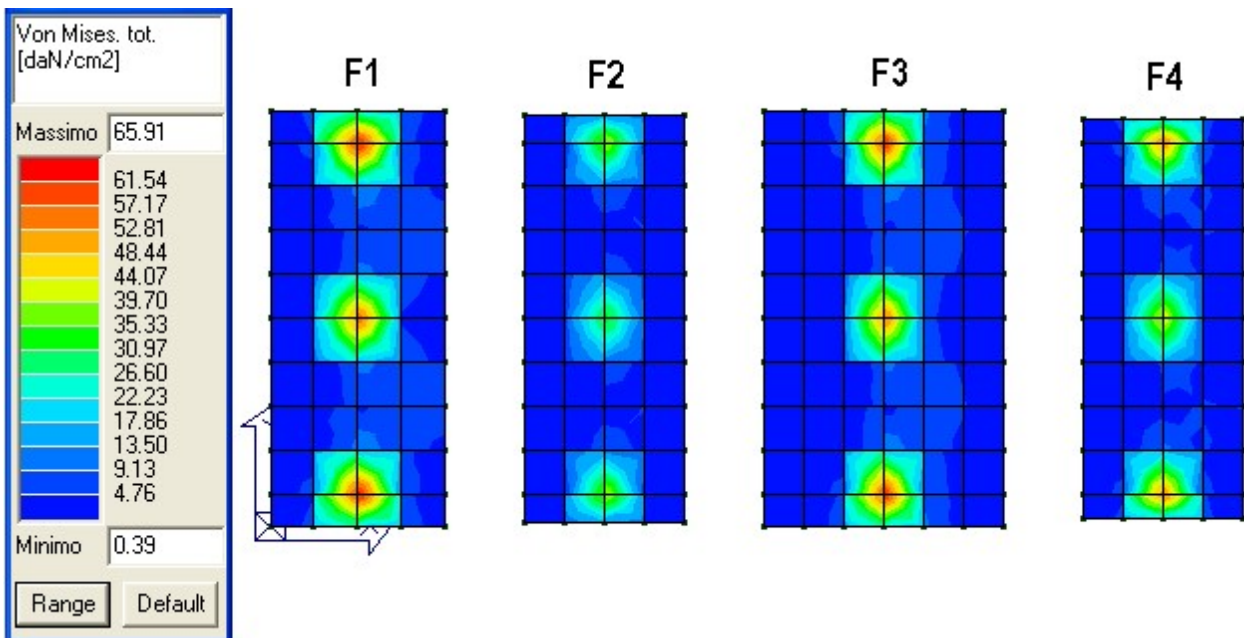 Von Mises. tot.
[daN/cm2]
Massimo 65.91
61.54
57.17
52.81
48.44
44.07
39.70
35.33
30.97
26.60
22.23
17.86
13.50
9.13
4.76
Minimo 0.39
Range Default
F1 F2 F3 F4